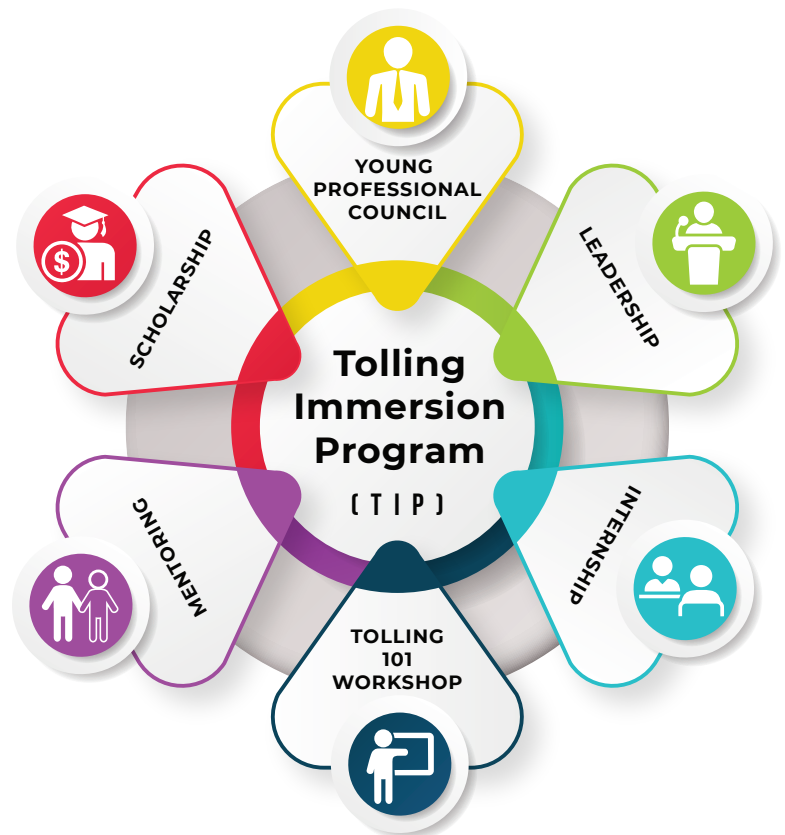 YOUNG
PROFESSIONAL
COUNCIL
LEADERSHIP
INTERNSHIP
TOLLING
101
WORKSHOP
MENTORING
SCHOLARSHIP
$
Tolling
Immersion
Program
(TIP)